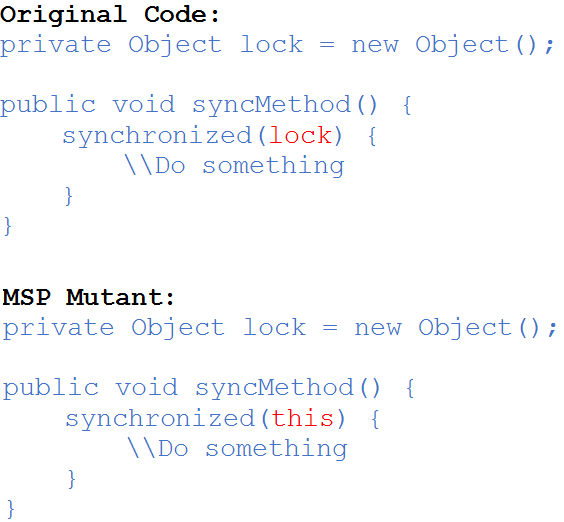 Original Code:
private Object lock = new Object();
public void syncMethod() {
synchronized(lock) {
\\Do something
}
}
MSP Mutant:
private Object lock = new Object();
public void syncMethod() {
synchronized(this) {
\\Do something
}
}